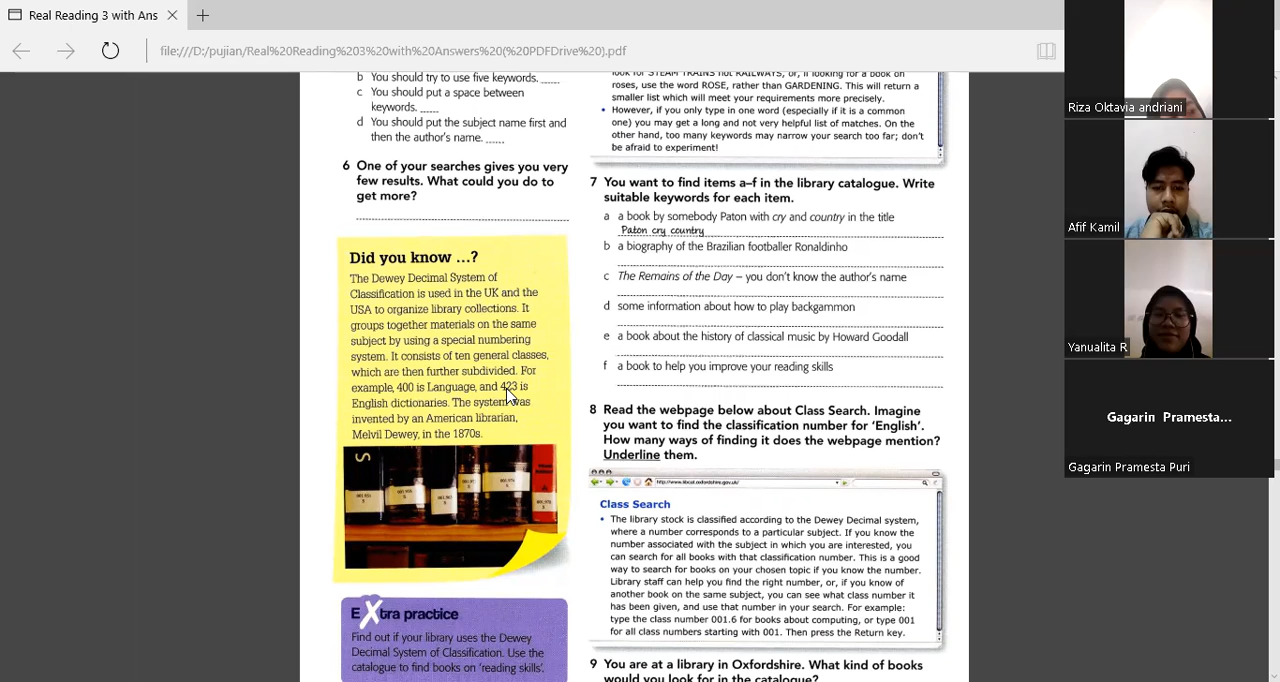 Real Reading 3 with Ans
file:///D:/pujian/Real%20Reading%203%20with%20Answers%20(%20PDFDrive%20).pdf
b You should try to use five keywords. .....
c You should put a space between
keywords. .....
d You should put the subject name first and
then the author's name. .....
6 One of your searches gives you very
few results. What could you do to
get more?
Did you know ...?
The Dewey Decimal System of
Classification is used in the UK and the
USA to organize library collections. It
groups together materials on the same
subject by using a special numbering
system. It consists of ten general classes,
which are then further subdivided. For
example, 400 is Language, and 423 is
English dictionaries. The system was
invented by an American librarian,
Melvil Dewey, in the 1870s.
Extra practice
Find out if your library uses the Dewey
Decimal System of Classification. Use the
catalogue to find books on 'reading skills'.
look for STEAM TRAINS not RAILWAYS, or, if looking for a book on
roses, use the word ROSE, rather than GARDENING. This will return a
smaller list which will meet your requirements more precisely.
• However, if you only type in one word (especially if it is a common
one) you may get a long and not very helpful list of matches. On the
other hand, too many keywords may narrow your search too far; don't
be afraid to experiment!
7 You want to find items a–f in the library catalogue. Write
suitable keywords for each item.
a a book by somebody Paton with cry and country in the title
Paton cry country
b a biography of the Brazilian footballer Ronaldinho
c The Remains of the Day – you don't know the author's name
d some information about how to play backgammon
e a book about the history of classical music by Howard Goodall
f a book to help you improve your reading skills
8 Read the webpage below about Class Search. Imagine
you want to find the classification number for 'English'.
How many ways of finding it does the webpage mention?
Underline them.
http://www.libcat.oxfordshire.gov.uk/
Class Search
• The library stock is classified according to the Dewey Decimal system,
where a number corresponds to a particular subject. If you know the
number associated with the subject in which you are interested, you
can search for all books with that classification number. This is a good
way to search for books on your chosen topic if you know the number.
Library staff can help you find the right number, or, if you know of
another book on the same subject, you can see what class number it
has been given, and use that number in your search. For example:
type the class number 001.6 for books about computing, or type 001
for all class numbers starting with 001. Then press the Return key.
9 You are at a library in Oxfordshire. What kind of books
would you look for in the catalogue?
Riza Oktavia andriani
Afif Kamil
Yanualita R
Gagarin Pramesta...
Gagarin Pramesta Puri